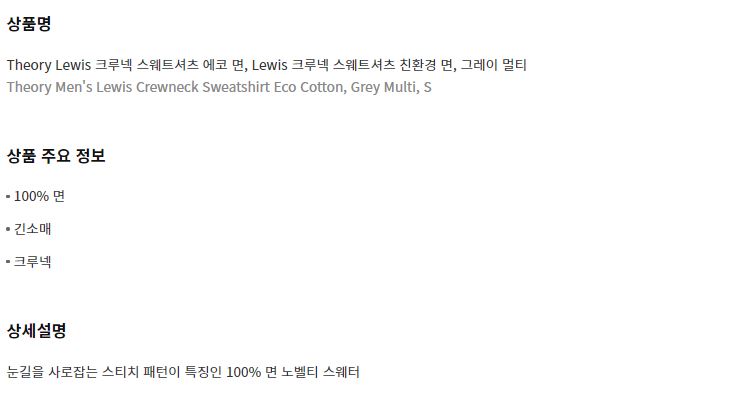 상품명
Theory Lewis 크루넥 스웨트셔츠 에코 면, Lewis 크루넥 스웨트셔츠 친환경 면, 그레이 멀티
Theory Men's Lewis Crewneck Sweatshirt Eco Cotton, Grey Multi, S
상품 주요 정보
• 100% 면
• 긴소매
• 크루넥
상세설명
눈길을 사로잡는 스티치 패턴이 특징인 100% 면 노벨티 스웨터